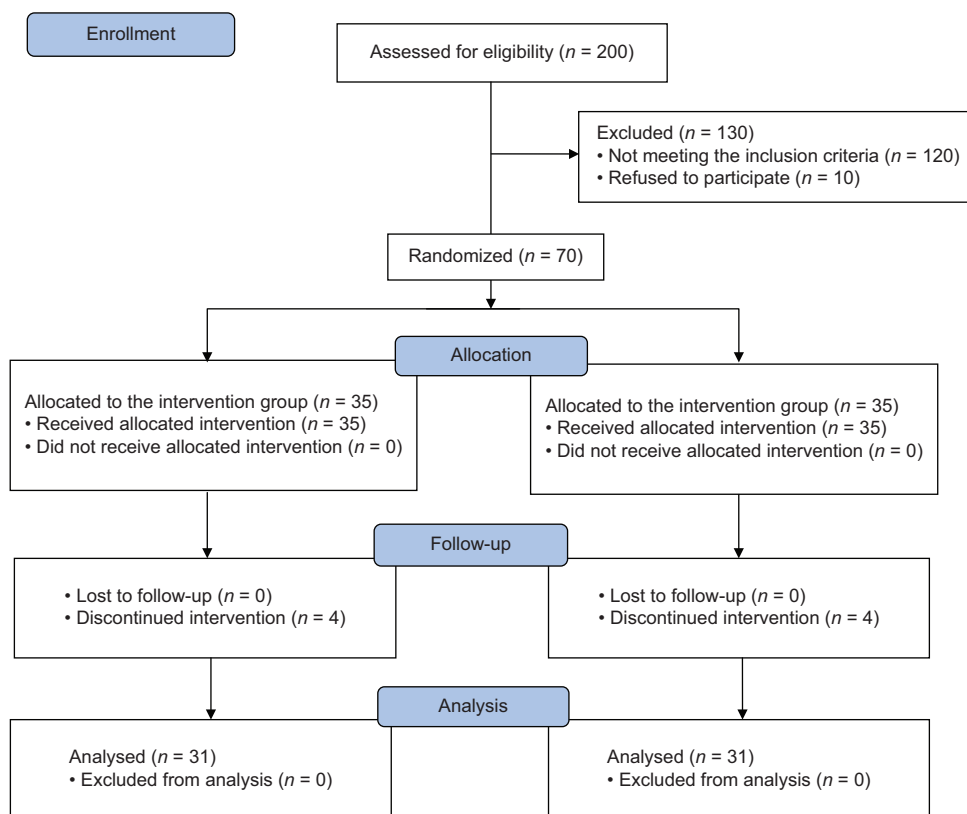 Enrollment
Assessed for eligibility (n = 200)
Excluded (n = 130)
• Not meeting the inclusion criteria (n = 120)
• Refused to participate (n = 10)
Randomized (n = 70)
Allocation
Allocated to the intervention group (n = 35)
• Received allocated intervention (n = 35)
• Did not receive allocated intervention (n = 0)
Allocated to the intervention group (n = 35)
• Received allocated intervention (n = 35)
• Did not receive allocated intervention (n = 0)
Follow-up
• Lost to follow-up (n = 0)
• Discontinued intervention (n = 4)
• Lost to follow-up (n = 0)
• Discontinued intervention (n = 4)
Analysis
Analysed (n = 31)
• Excluded from analysis (n = 0)
Analysed (n = 31)
• Excluded from analysis (n = 0)